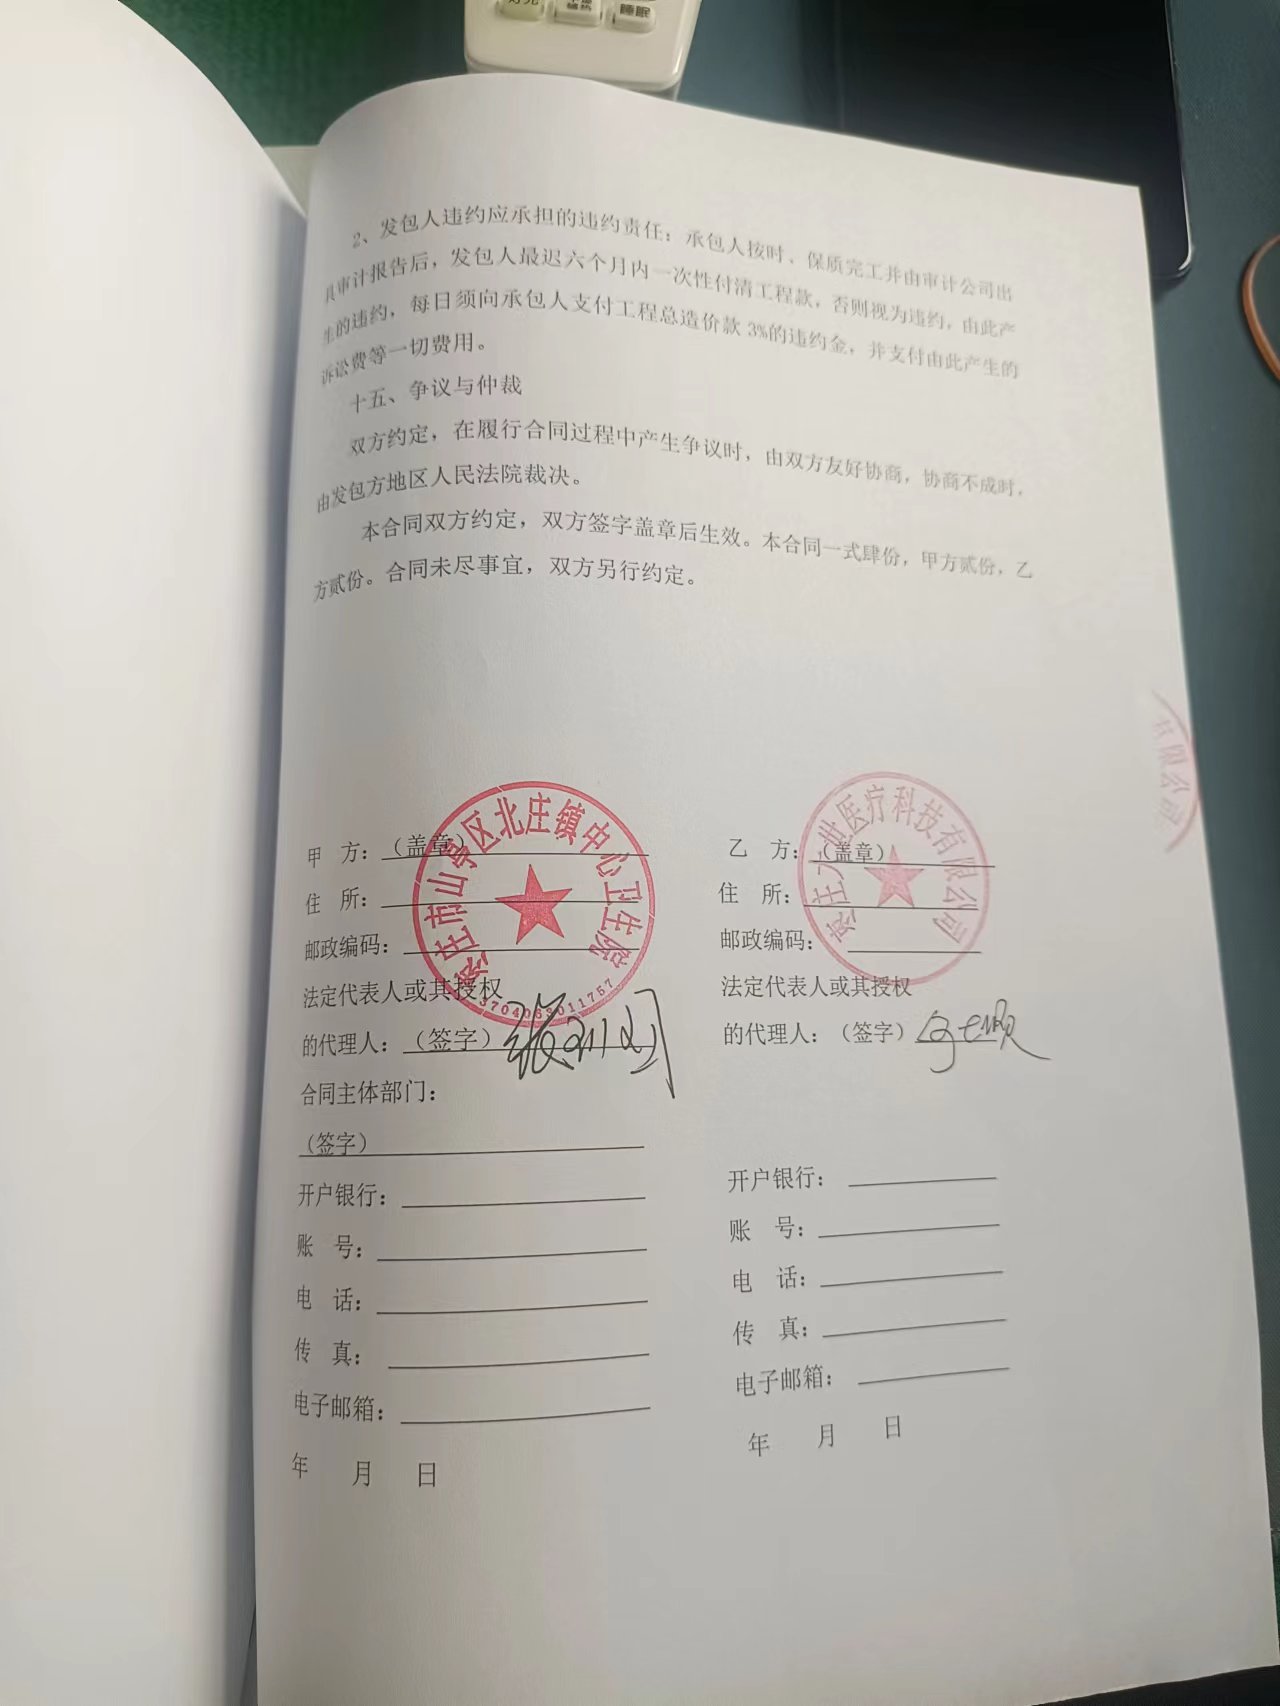 睡眠
2、发包人违约应承担的违约责任：承包人按时、保质完工并由审计公司出
具审计报告后，发包人最迟六个月内一次性付清工程款，否则视为违约，由此产
生的违约，每日须向承包人支付工程总造价款3%的违约金，并支付由此产生的
诉讼费等一切费用。
十五、争议与仲裁
双方约定，在履行合同过程中产生争议时，由双方友好协商，协商不成时，
由发包方地区人民法院裁决。
本合同双方约定，双方签字盖章后生效。本合同一式肆份，甲方贰份，乙
方贰份。合同未尽事宜，双方另行约定。
有限公司
枣庄市山亭区北庄镇中心卫生院
医疗科技有限公司
甲 方：（盖章）
乙 方：（盖章）
住 所：
住 所：
邮政编码：
邮政编码：
法定代表人或其授权
法定代表人或其授权
的代理人：（签字）
的代理人：（签字）
合同主体部门：
（签字）
开户银行：
开户银行：
账 号：
账 号：
电 话：
电 话：
传 真：
传 真：
电子邮箱：
电子邮箱：
年 月 日
年 月 日